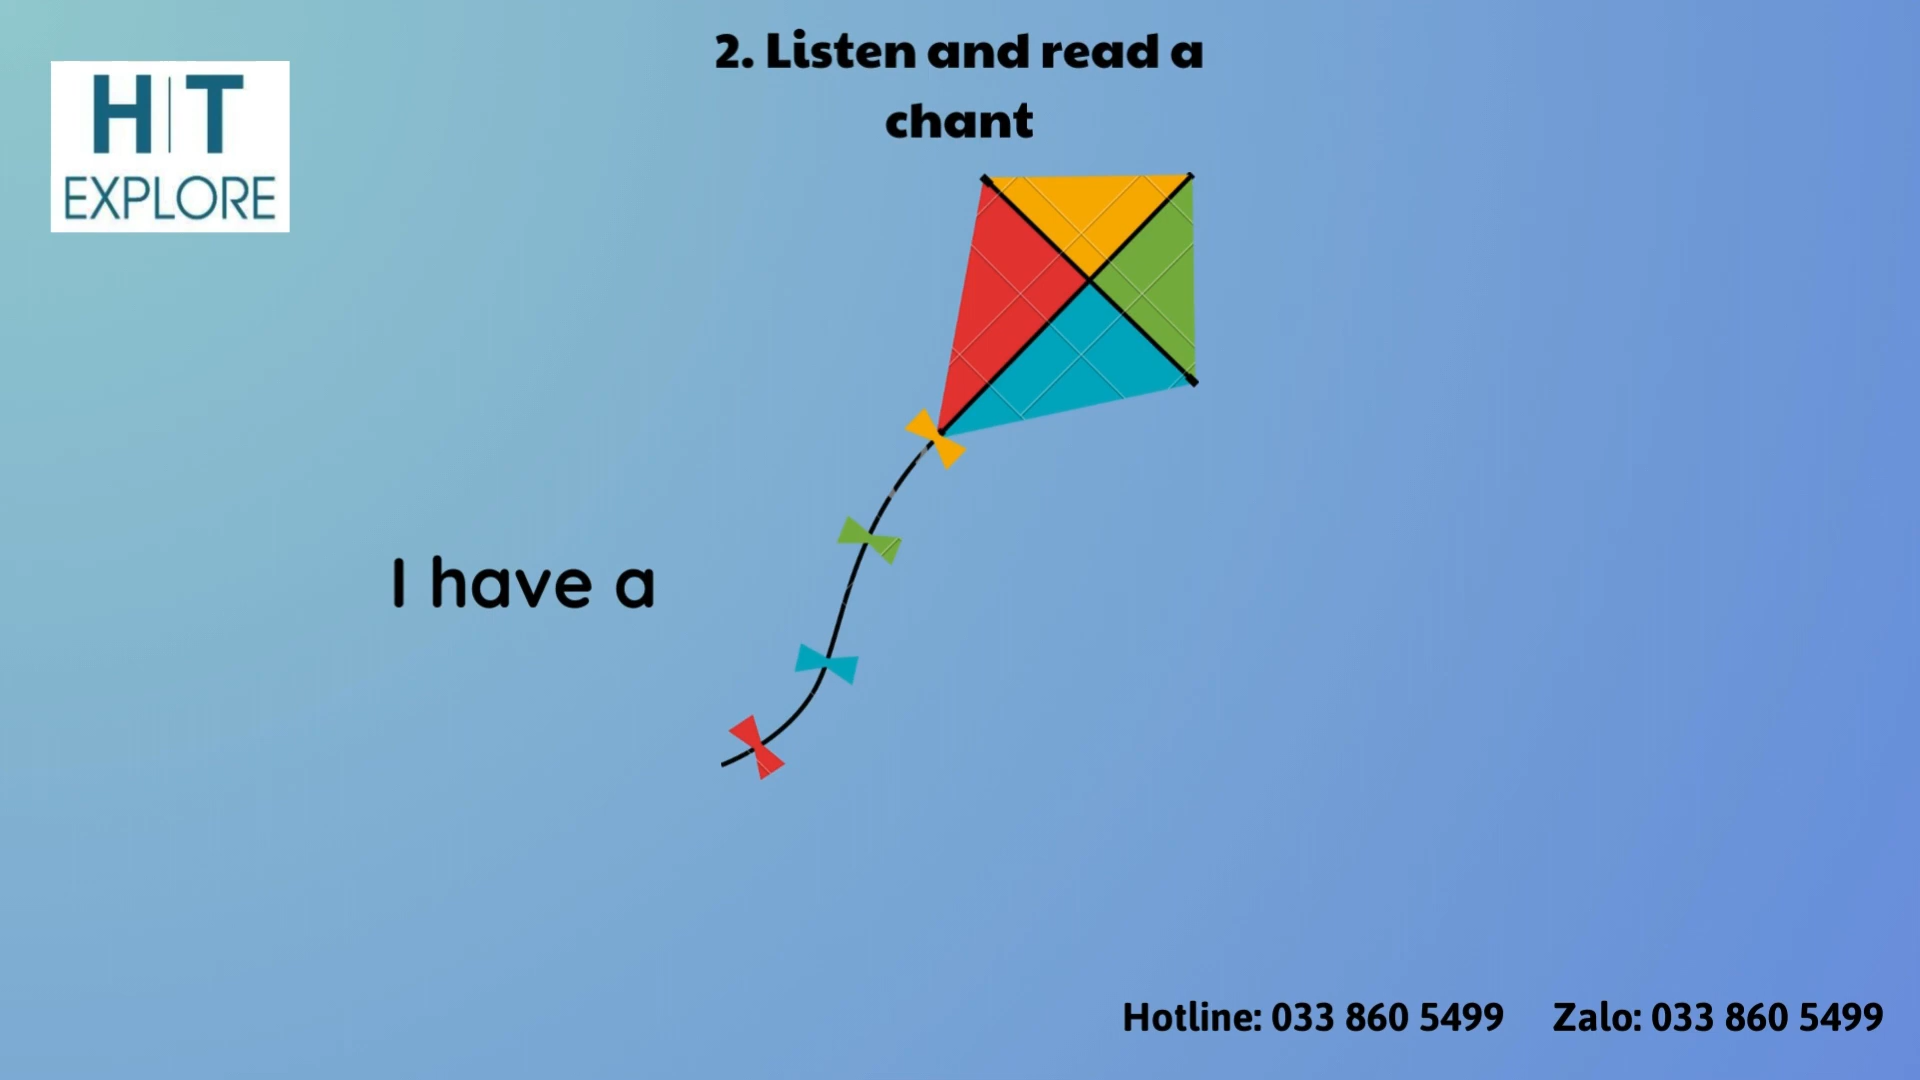 2. Listen and read a
chant
H|T
EXPLORE
I have a
Hotline: 033 860 5499 Zalo: 033 860 5499